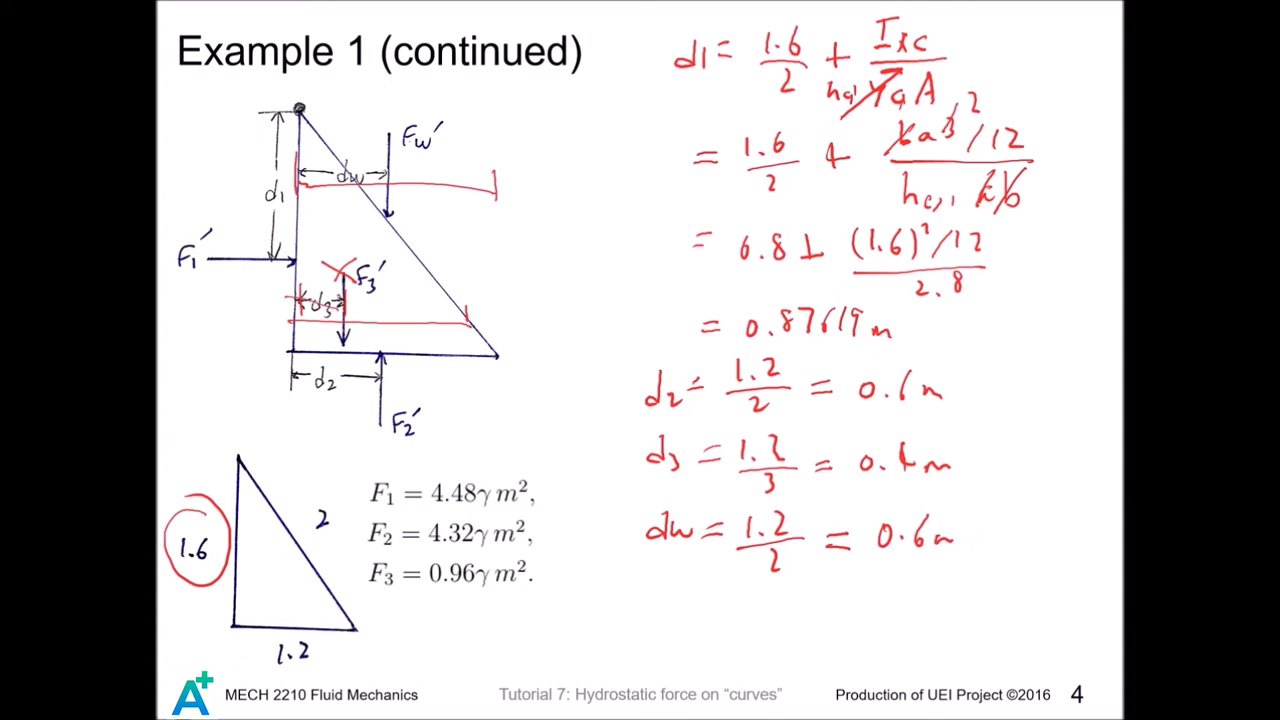 Example 1 (continued)
d1 = 1.6/2 + Ixc / hc,1 A
= 1.6/2 + ba³ ² /12 / hc,1
= 0.8 + (1.6)² /12 / 2.8
= 0.87619 m
d2 = 1.2/2 = 0.6 m
d3 = 1.2/3 = 0.4 m
dw = 1.2/2 = 0.6 m
Fw′
dw
d1
F1′
F3′
d3
d2
F2′
1.6
2
1.2
F₁ = 4.48γ m²,
F₂ = 4.32γ m²,
F₃ = 0.96γ m².
A+
MECH 2210 Fluid Mechanics
Tutorial 7: Hydrostatic force on “curves”
Production of UEI Project ©2016
4